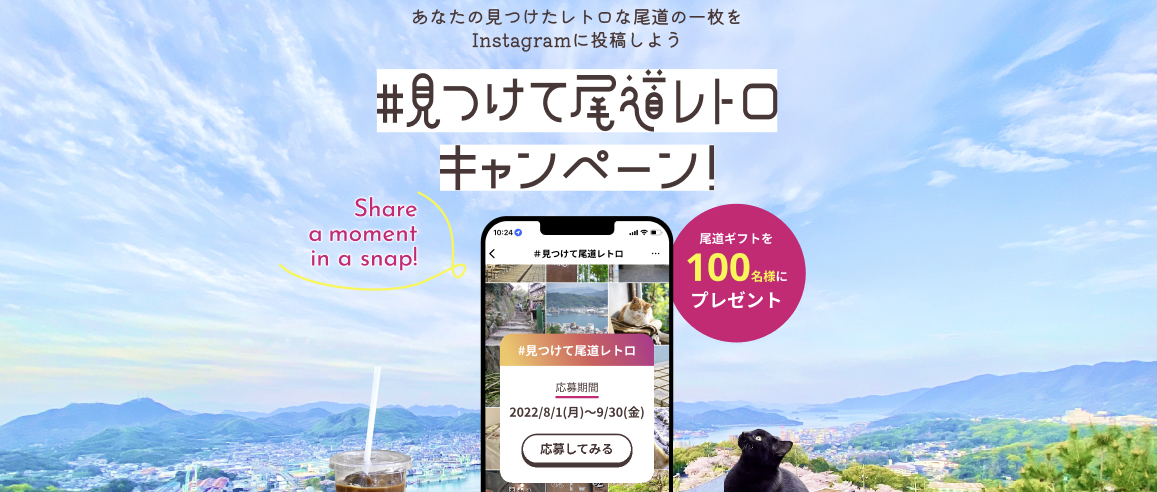 あなたの見つけたレトロな尾道の一枚を
Instagramに投稿しよう
#見つけて尾道レトロ
キャンペーン!
Share
a moment
in a snap!
10:24
#見つけて尾道レトロ
尾道ギフトを
100名様に
プレゼント
#見つけて尾道レトロ
応募期間
2022/8/1(月)〜9/30(金)
応募してみる